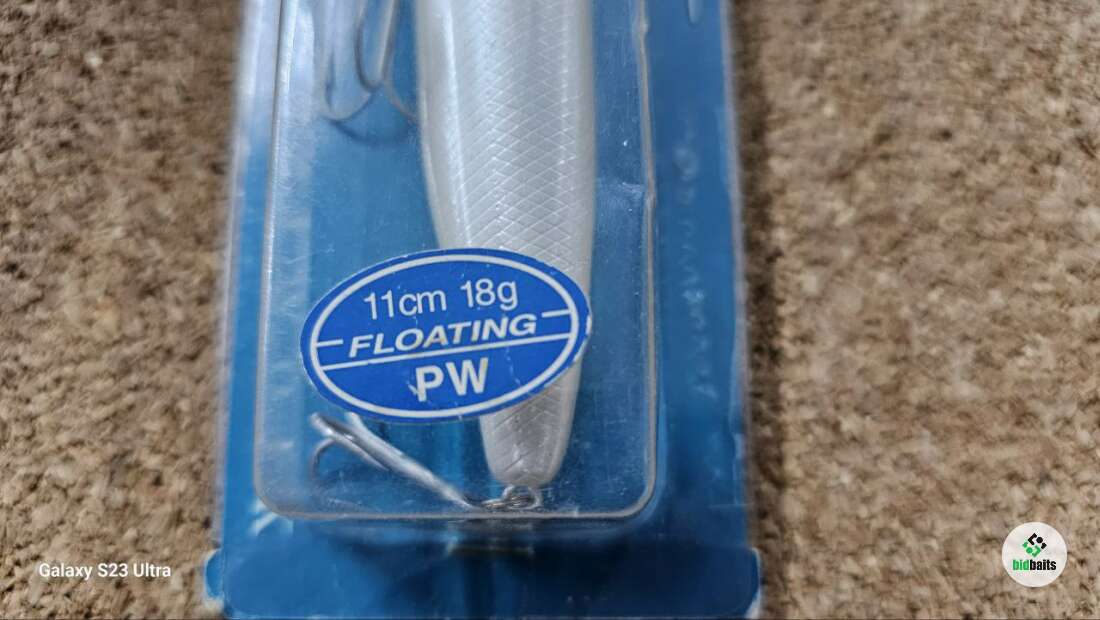 11cm 18g
FLOATING
PW
Galaxy S23 Ultra
bidbaits